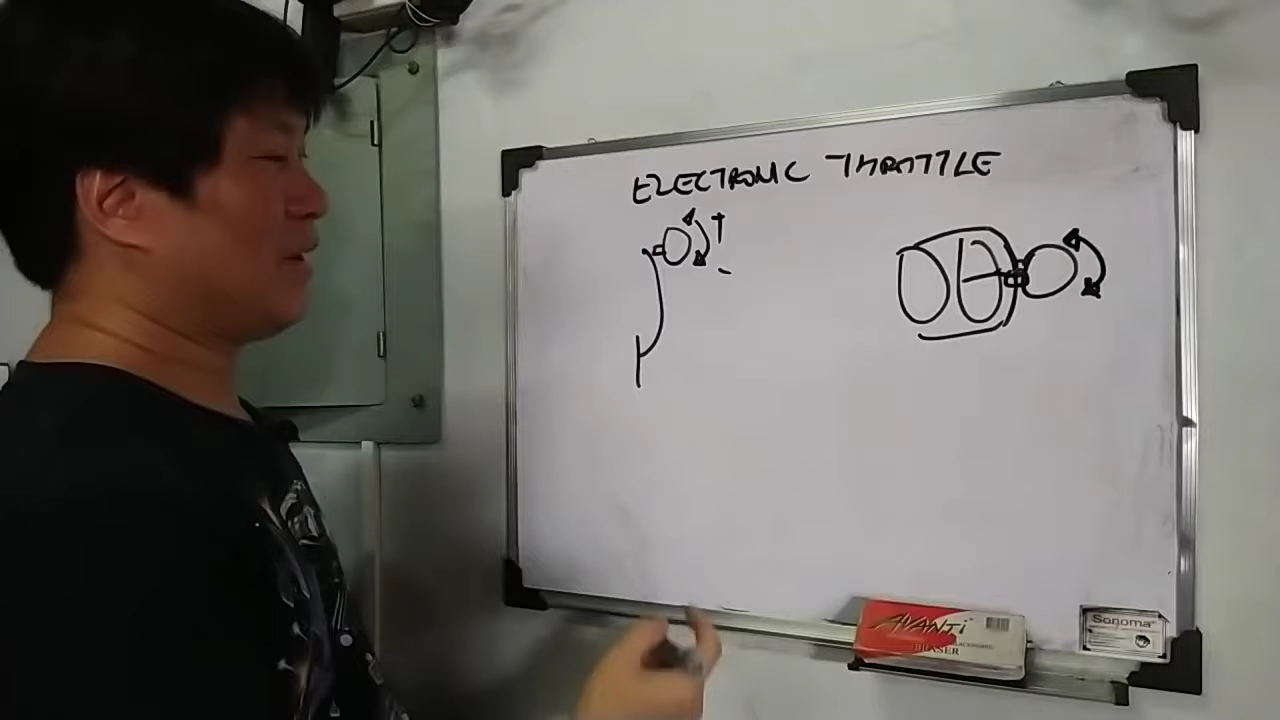 ELECTRONIC THROTTLE
+
-
AVANTi
ERASER
Sonoma